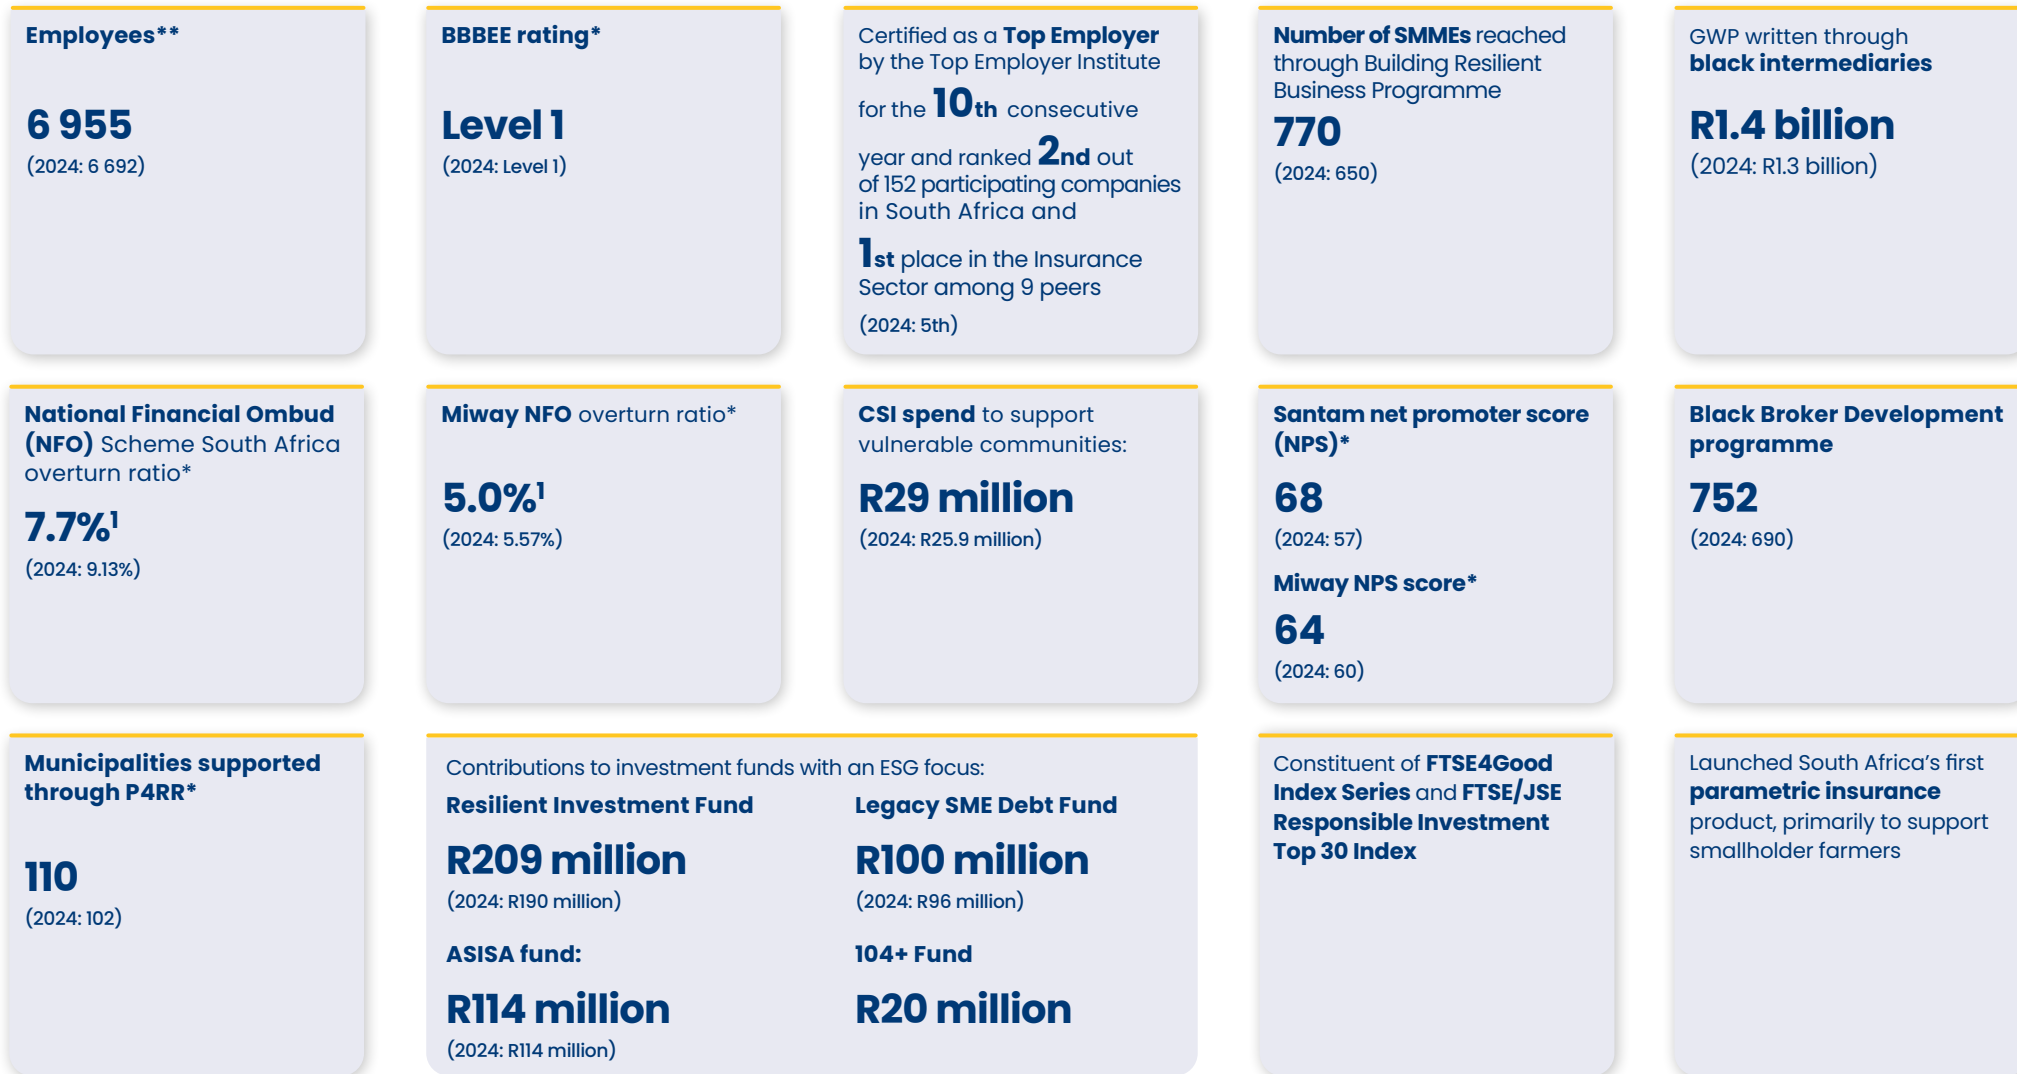 Employees**
6 955
(2024: 6 692)
BBBEE rating*
Level 1
(2024: Level 1)
Certified as a Top Employer
by the Top Employer Institute
for the 10th consecutive
year and ranked 2nd out
of 152 participating companies
in South Africa and
1st place in the Insurance
Sector among 9 peers
(2024: 5th)
Number of SMMEs reached
through Building Resilient
Business Programme
770
(2024: 650)
GWP written through
black intermediaries
R1.4 billion
(2024: R1.3 billion)
National Financial Ombud
(NFO) Scheme South Africa
overturn ratio*
7.7%¹
(2024: 9.13%)
Miway NFO overturn ratio*
5.0%¹
(2024: 5.57%)
CSI spend to support
vulnerable communities:
R29 million
(2024: R25.9 million)
Santam net promoter score
(NPS)*
68
(2024: 57)
Miway NPS score*
64
(2024: 60)
Black Broker Development
programme
752
(2024: 690)
Municipalities supported
through P4RR*
110
(2024: 102)
Contributions to investment funds with an ESG focus:
Resilient Investment Fund
R209 million
(2024: R190 million)
Legacy SME Debt Fund
R100 million
(2024: R96 million)
ASISA fund:
R114 million
(2024: R114 million)
104+ Fund
R20 million
Constituent of FTSE4Good
Index Series and FTSE/JSE
Responsible Investment
Top 30 Index
Launched South Africa's first
parametric insurance
product, primarily to support
smallholder farmers